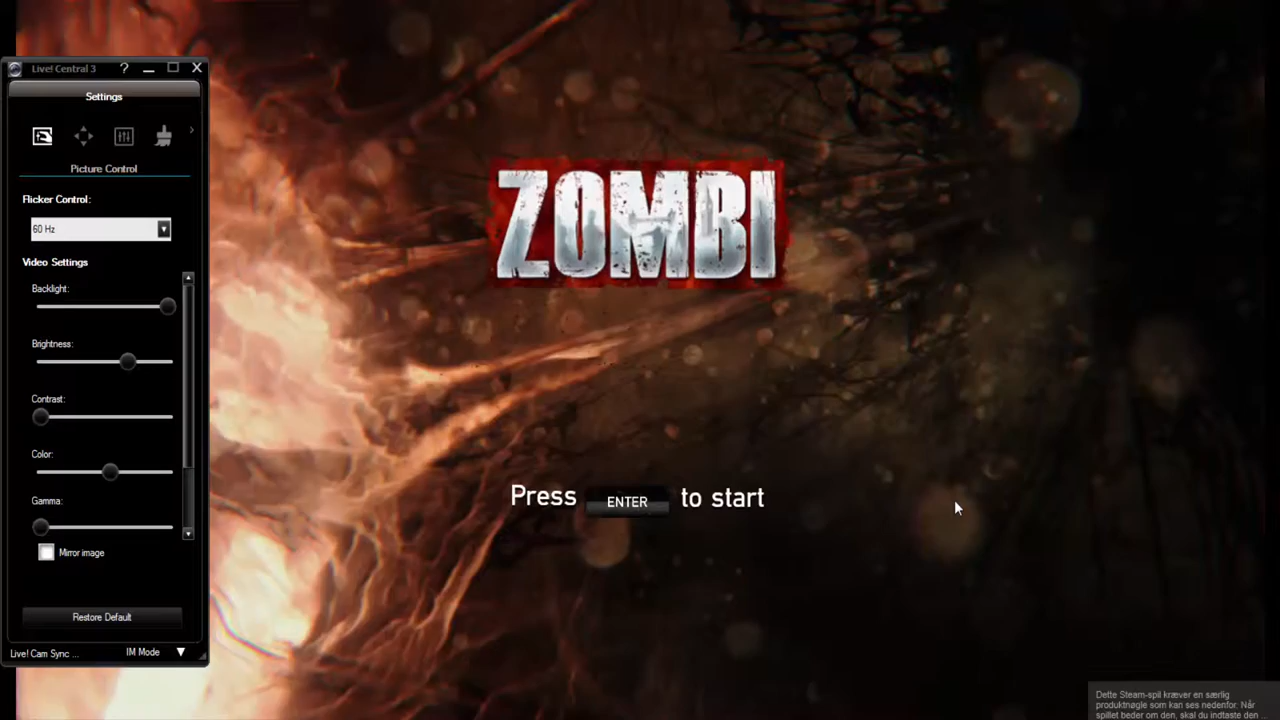 Live! Central 3 ?
Settings
Picture Control
Flicker Control:
60 Hz
Video Settings
Backlight:
Brightness:
Contrast:
Color:
Gamma:
Mirror image
Restore Default
Live! Cam Sync ... IM Mode
ZOMBI
Press ENTER to start
Dette Steam-spil kræver en særlig
produktnøgle som kan ses nedenfor. Når
spillet beder om den, skal du indtaste den